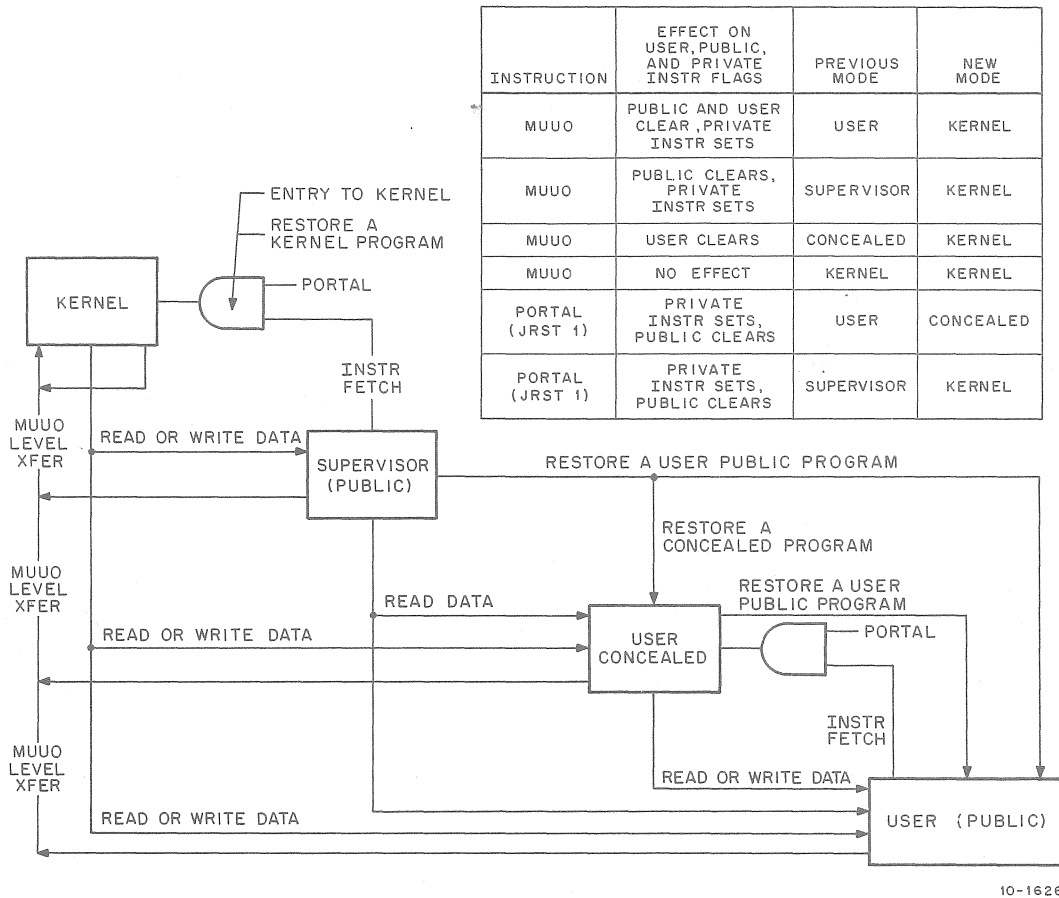 INSTRUCTION
EFFECT ON
USER, PUBLIC,
AND PRIVATE
INSTR FLAGS
PREVIOUS
MODE
NEW
MODE
MUUO
PUBLIC AND USER
CLEAR, PRIVATE
INSTR SETS
USER
KERNEL
MUUO
PUBLIC CLEARS,
PRIVATE
INSTR SETS
SUPERVISOR
KERNEL
MUUO
USER CLEARS
CONCEALED
KERNEL
MUUO
NO EFFECT
KERNEL
KERNEL
PORTAL
(JRST 1)
PRIVATE
INSTR SETS,
PUBLIC CLEARS
USER
CONCEALED
PORTAL
(JRST 1)
PRIVATE
INSTR SETS,
PUBLIC CLEARS
SUPERVISOR
KERNEL
ENTRY TO KERNEL
RESTORE A
KERNEL PROGRAM
PORTAL
KERNEL
INSTR
FETCH
MUUO
LEVEL
XFER
READ OR WRITE DATA
SUPERVISOR
(PUBLIC)
RESTORE A USER PUBLIC PROGRAM
RESTORE A
CONCEALED PROGRAM
MUUO
LEVEL
XFER
READ DATA
RESTORE A USER
PUBLIC PROGRAM
READ OR WRITE DATA
USER
CONCEALED
PORTAL
INSTR
FETCH
MUUO
LEVEL
XFER
READ OR WRITE DATA
READ OR WRITE DATA
USER (PUBLIC)
10-1626